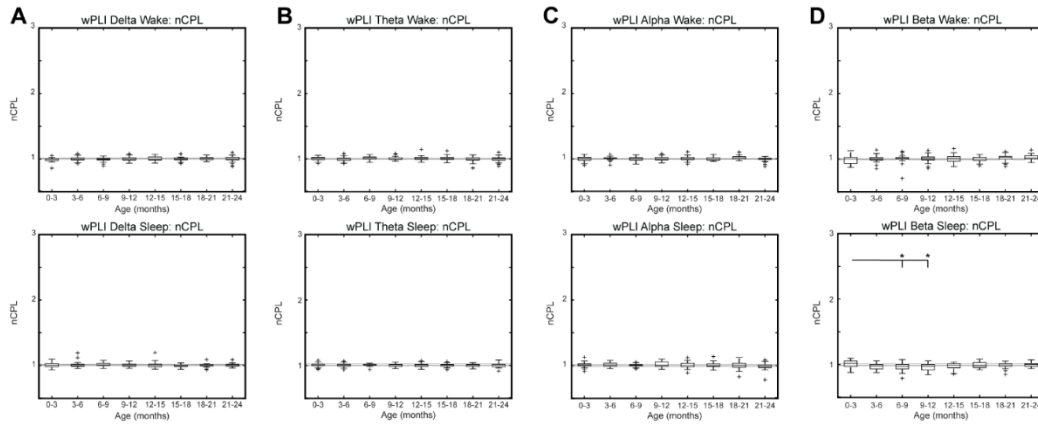 A
wPLI Delta Wake: nCPL
3
2
1
nCPL
0-3 3-6 6-9 9-12 12-15 15-18 18-21 21-24
Age (months)
B
wPLI Theta Wake: nCPL
3
2
1
nCPL
0-3 3-6 6-9 9-12 12-15 15-18 18-21 21-24
Age (months)
C
wPLI Alpha Wake: nCPL
3
2
1
nCPL
0-3 3-6 6-9 9-12 12-15 15-18 18-21 21-24
Age (months)
D
wPLI Beta Wake: nCPL
3
2
1
nCPL
0-3 3-6 6-9 9-12 12-15 15-18 18-21 21-24
Age (months)
wPLI Delta Sleep: nCPL
3
2
1
nCPL
0-3 3-6 6-9 9-12 12-15 15-18 18-21 21-24
Age (months)
wPLI Theta Sleep: nCPL
3
2
1
nCPL
0-3 3-6 6-9 9-12 12-15 15-18 18-21 21-24
Age (months)
wPLI Alpha Sleep: nCPL
3
2
1
nCPL
0-3 3-6 6-9 9-12 12-15 15-18 18-21 21-24
Age (months)
wPLI Beta Sleep: nCPL
3
* *
2
1
nCPL
0-3 3-6 6-9 9-12 12-15 15-18 18-21 21-24
Age (months)